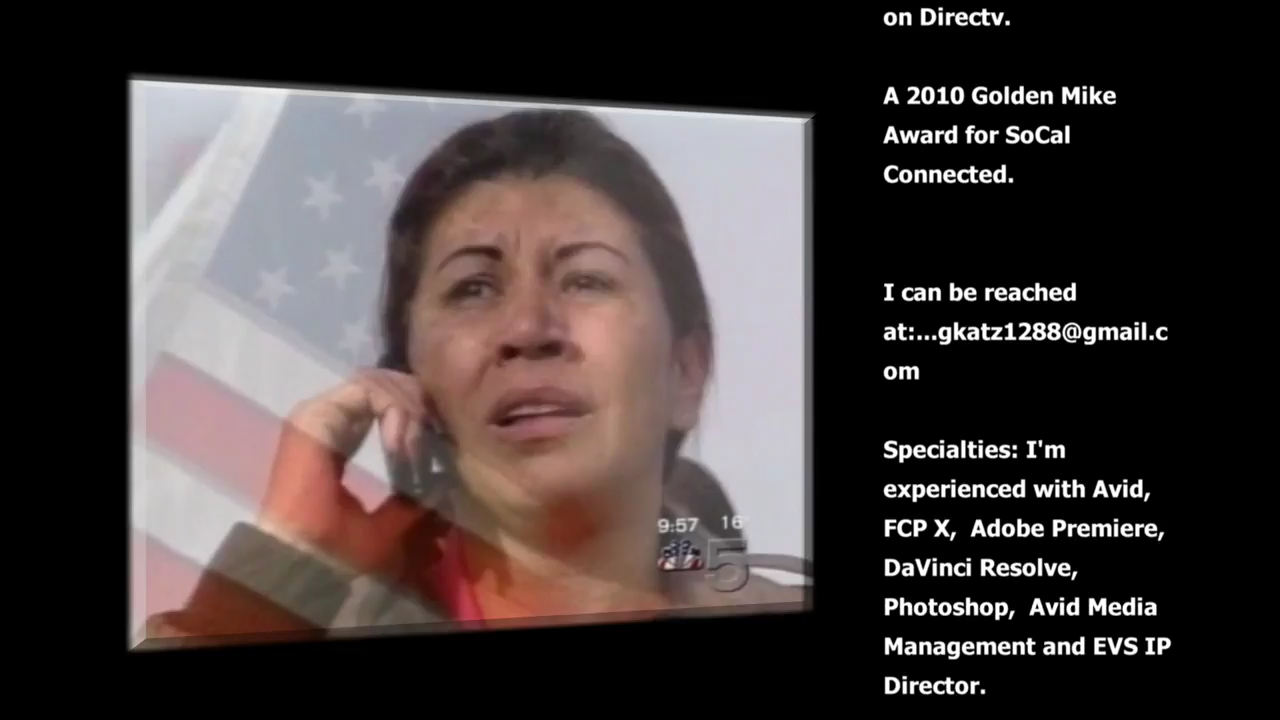 on Directv.
A 2010 Golden Mike
Award for SoCal
Connected.
I can be reached
at:...gkatz1288@gmail.c
om
Specialties: I'm
experienced with Avid,
FCP X,  Adobe Premiere,
DaVinci Resolve,
Photoshop,  Avid Media
Management and EVS IP
Director.
9:57 16°
5